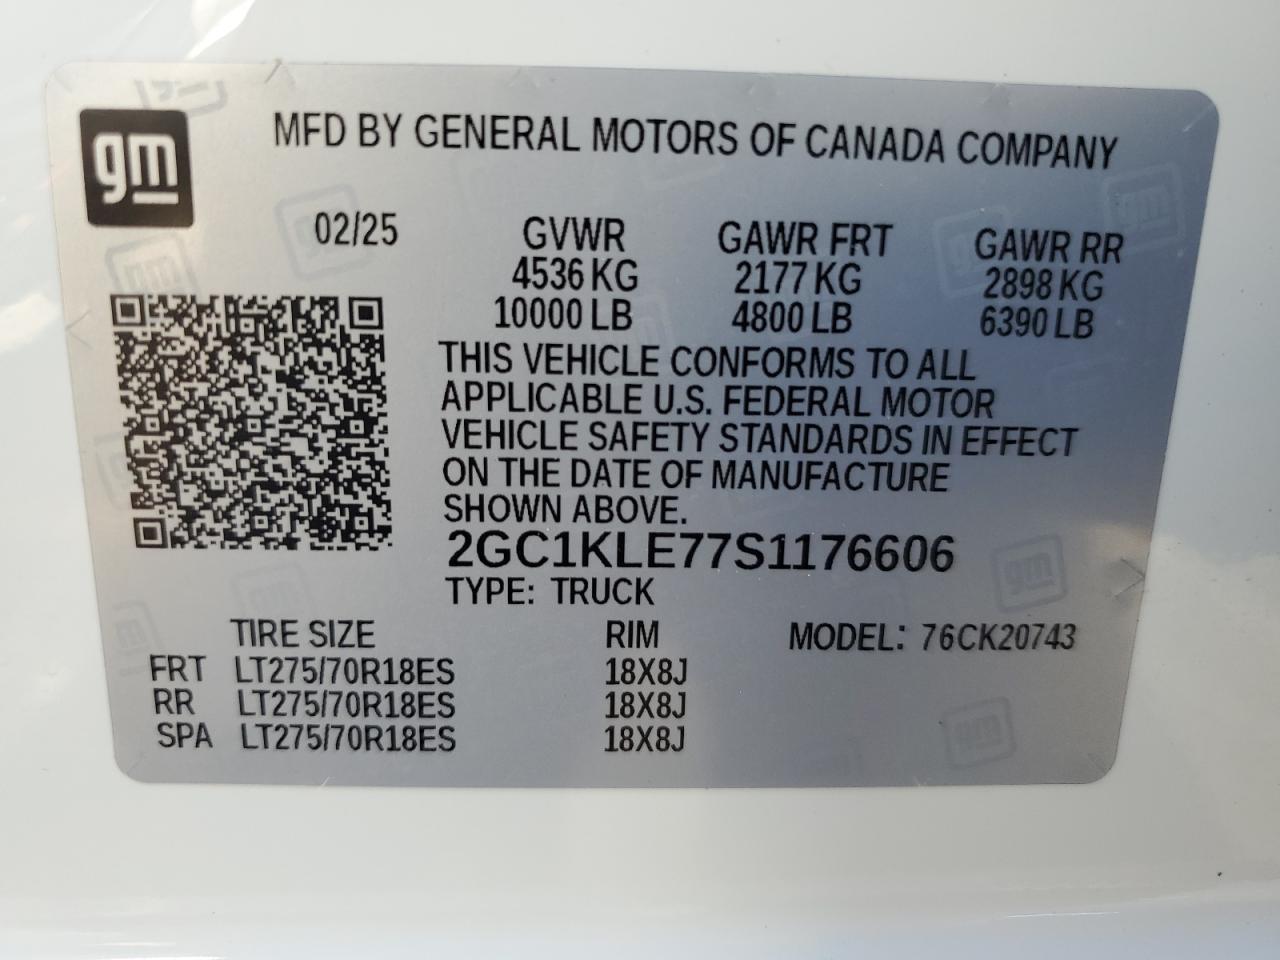 gm
MFD BY GENERAL MOTORS OF CANADA COMPANY
02/25 GVWR GAWR FRT GAWR RR
4536 KG 2177 KG 2898 KG
10000 LB 4800 LB 6390 LB
THIS VEHICLE CONFORMS TO ALL
APPLICABLE U.S. FEDERAL MOTOR
VEHICLE SAFETY STANDARDS IN EFFECT
ON THE DATE OF MANUFACTURE
SHOWN ABOVE.
2GC1KLE77S1176606
TYPE: TRUCK
TIRE SIZE RIM MODEL: 76CK20743
FRT LT275/70R18ES 18X8J
RR LT275/70R18ES 18X8J
SPA LT275/70R18ES 18X8J